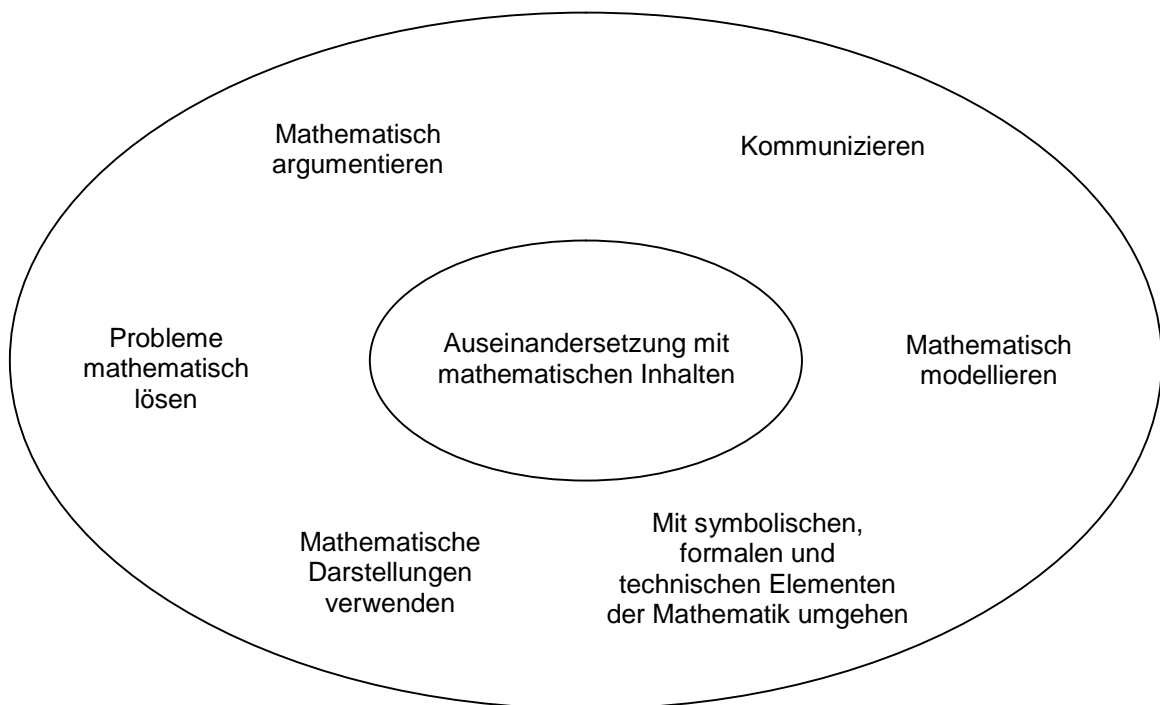 Mathematisch
argumentieren
Kommunizieren
Probleme
mathematisch
lösen
Auseinandersetzung mit
mathematischen Inhalten
Mathematisch
modellieren
Mathematische
Darstellungen
verwenden
Mit symbolischen,
formalen und
technischen Elementen
der Mathematik umgehen